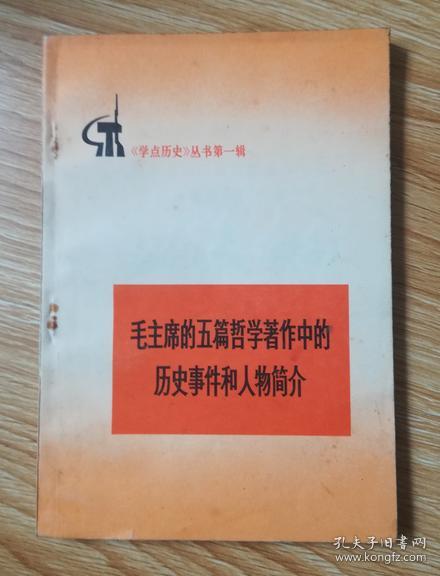 《学点历史》丛书第一辑
毛主席的五篇哲学著作中的
历史事件和人物简介
孔夫子旧书网
www.kongfz.com